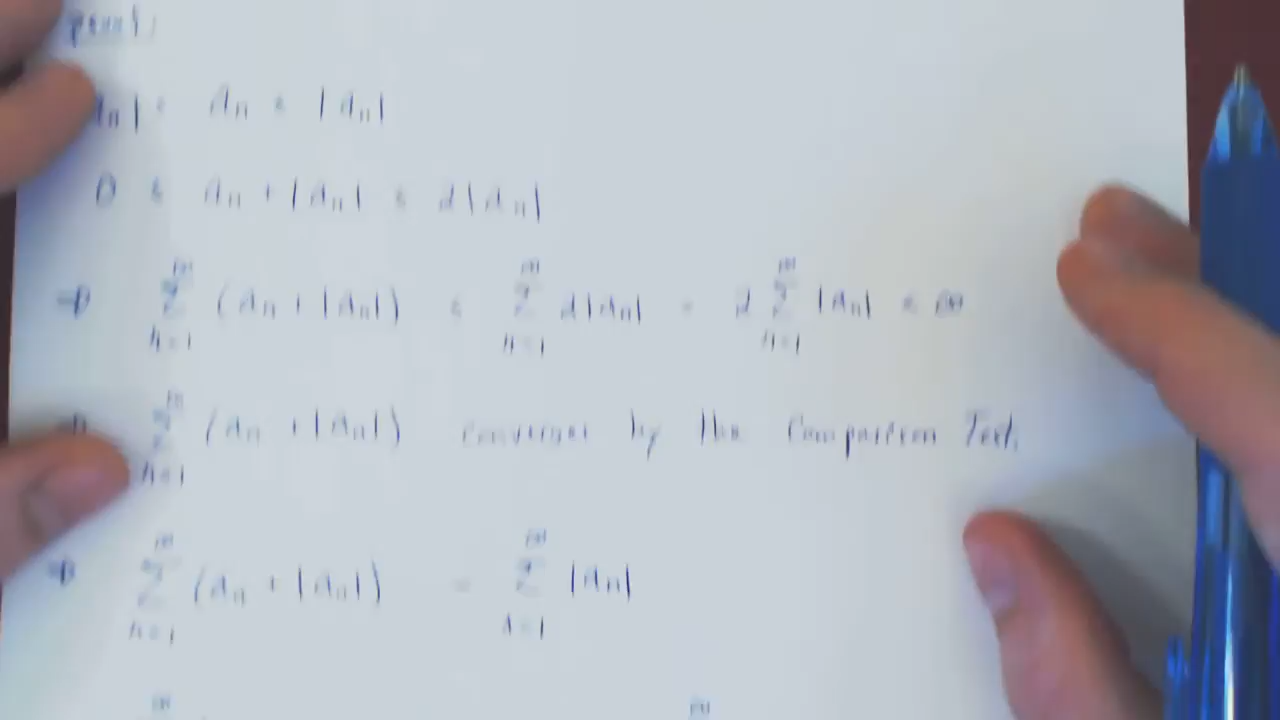 proof:
aₙ| ≤ aₙ ≤ |aₙ|
0 ≤ aₙ + |aₙ| ≤ 2|aₙ|
⇒ ∑_{n=1}^{∞} (aₙ + |aₙ|) ≤ ∑_{n=1}^{∞} 2|aₙ| = 2 ∑_{n=1}^{∞} |aₙ| < ∞
∑_{n=1}^{∞} (aₙ + |aₙ|) converges by the Comparison Test.
⇒ ∑_{n=1}^{∞} (aₙ + |aₙ|) - ∑_{n=1}^{∞} |aₙ|
∞ ∞